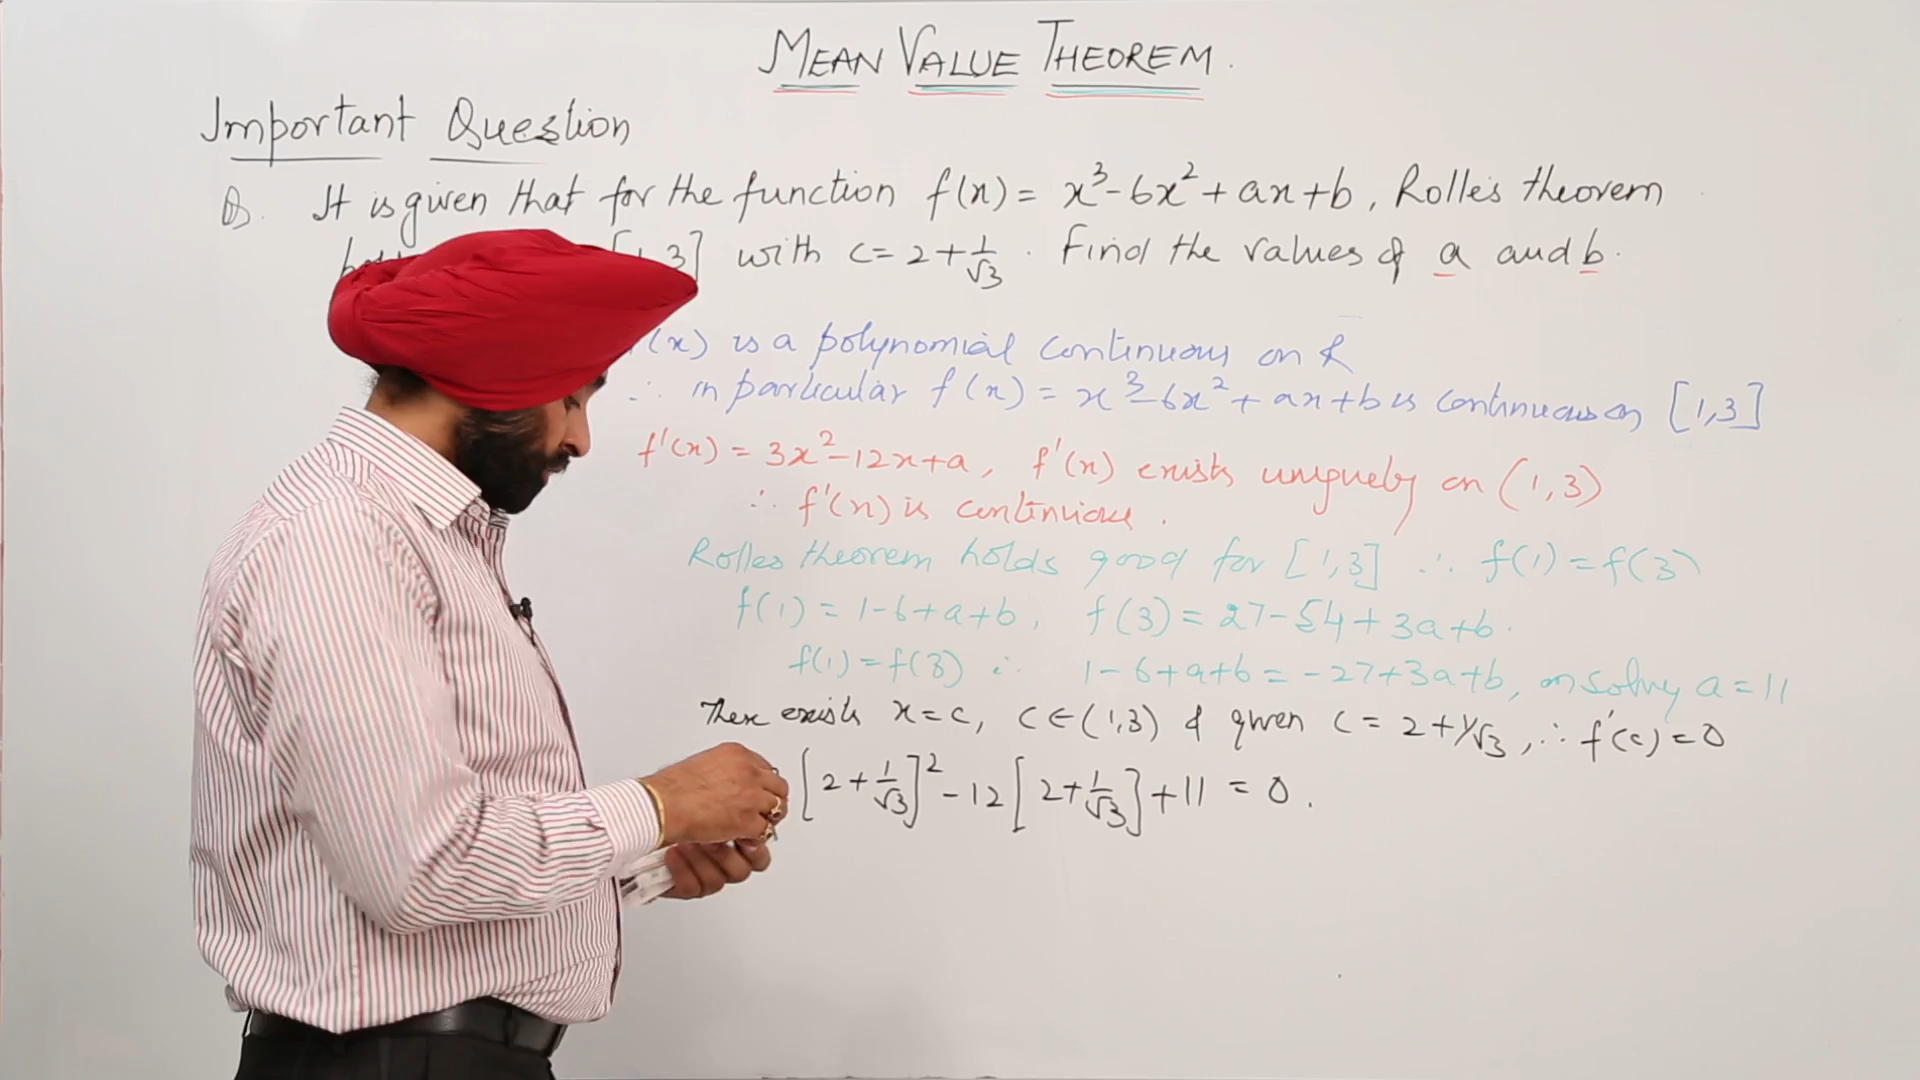 MEAN VALUE THEOREM.
Important Question
Q. It is given that for the function f(x) = x³-6x²+ax+b, Rolle's theorem
3] with c=2+1/√3. Find the values of a and b.
(x) is a polynomial continuous on R
∴ in particular f(x) = x³-6x²+ax+b is continuous on [1,3]
f'(x) = 3x²-12x+a, f'(x) exists uniquely on (1,3)
∴ f'(x) is continuous.
Rolles theorem holds good for [1,3] ∴ f(1)=f(3)
f(1) = 1-6+a+b, f(3) = 27-54+3a+b.
f(1)=f(3) ∴ 1-6+a+b = -27+3a+b, on solving a=11
There exists x=c, c∈(1,3) & given c = 2+1/√3, ∴ f'(c)=0
[2+1/√3]²-12[2+1/√3]+11 = 0.